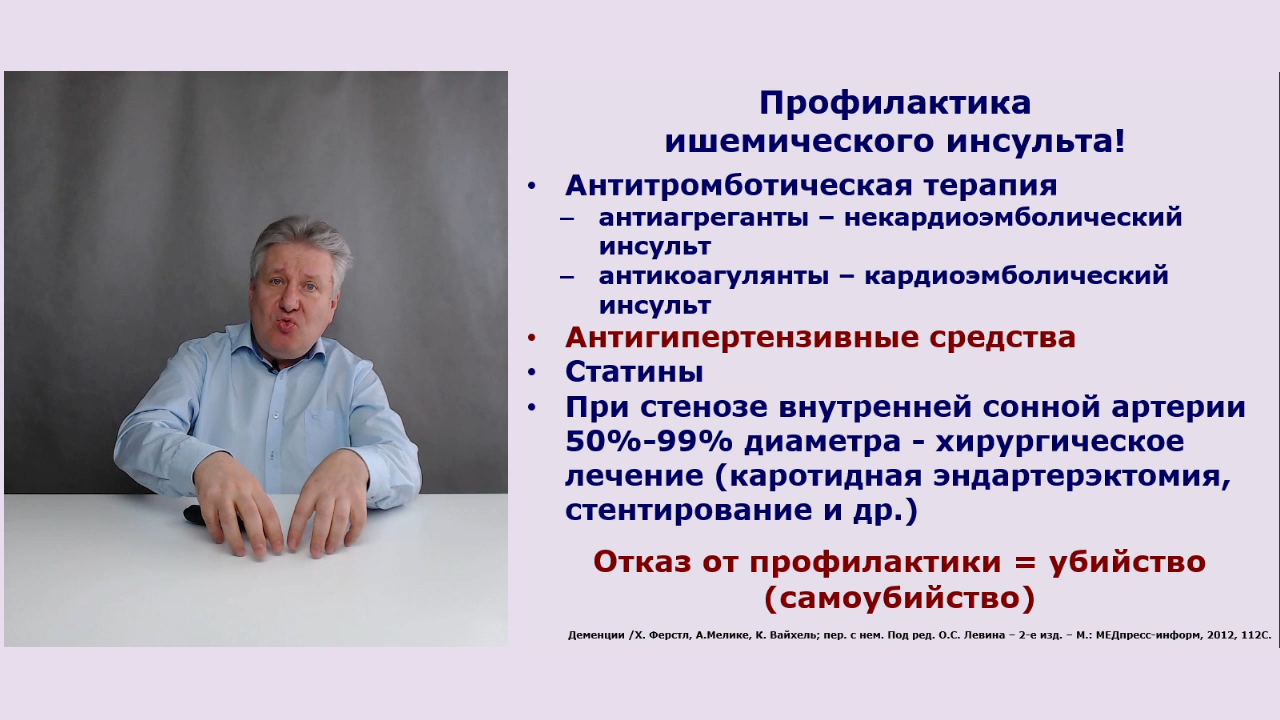 Профилактика
ишемического инсульта!
• Антитромботическая терапия
– антиагреганты – некардиоэмболический
инсульт
– антикоагулянты – кардиоэмболический
инсульт
• Антигипертензивные средства
• Статины
• При стенозе внутренней сонной артерии
50%-99% диаметра - хирургическое
лечение (каротидная эндартерэктомия,
стентирование и др.)
Отказ от профилактики = убийство
(самоубийство)
Деменции /Х. Ферстл, А.Мелике, К. Вайхель; пер. с нем. Под ред. О.С. Левина – 2-е изд. – М.: МЕДпресс-информ, 2012, 112С.